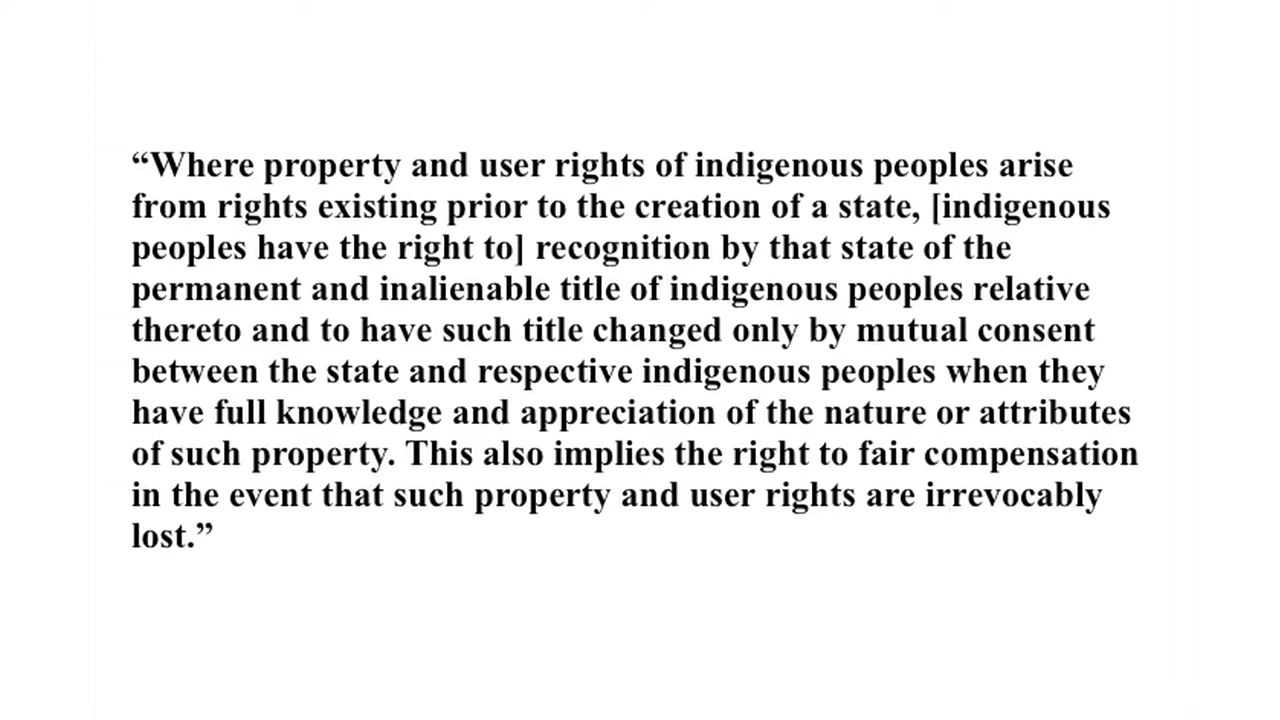 “Where property and user rights of indigenous peoples arise
from rights existing prior to the creation of a state, [indigenous
peoples have the right to] recognition by that state of the
permanent and inalienable title of indigenous peoples relative
thereto and to have such title changed only by mutual consent
between the state and respective indigenous peoples when they
have full knowledge and appreciation of the nature or attributes
of such property. This also implies the right to fair compensation
in the event that such property and user rights are irrevocably
lost.”